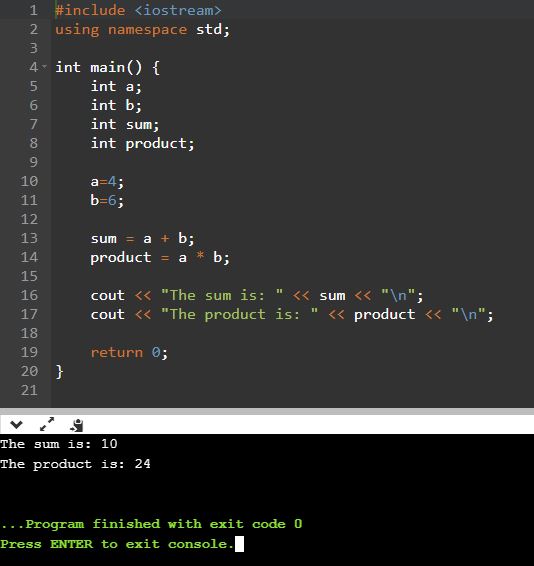 1 #include <iostream>
2 using namespace std;
3
4 int main() {
5     int a;
6     int b;
7     int sum;
8     int product;
9
10     a=4;
11     b=6;
12
13     sum = a + b;
14     product = a * b;
15
16     cout << "The sum is: " << sum << "\n";
17     cout << "The product is: " << product << "\n";
18
19     return 0;
20 }
21
The sum is: 10
The product is: 24
...Program finished with exit code 0
Press ENTER to exit console.